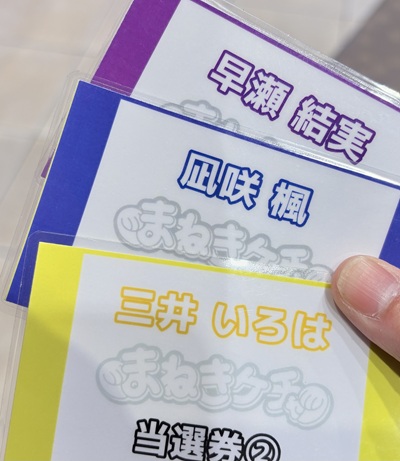 早瀬 結実
凪咲 楓
まねきケチャ
三井 いろは
まねきケチャ
当選券②